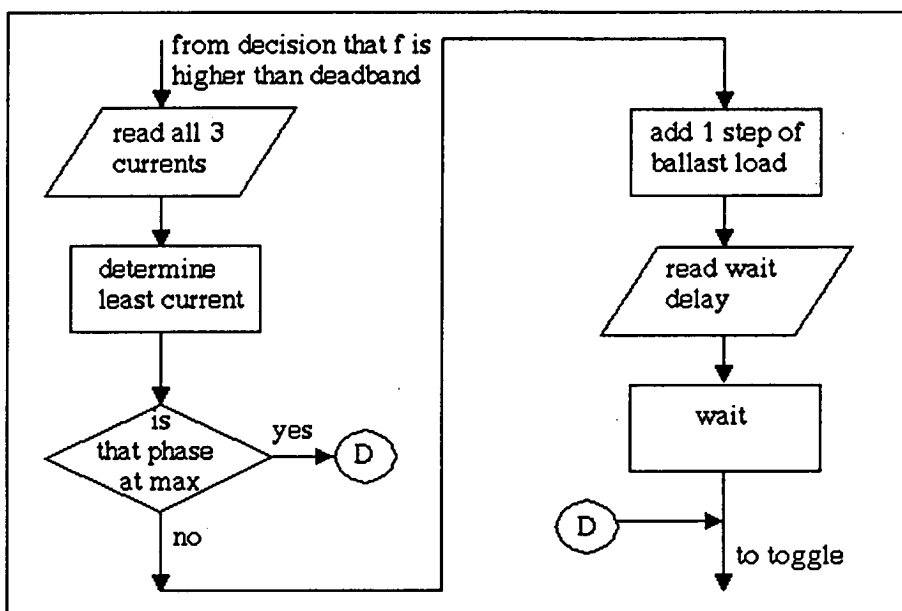 from decision that f is
higher than deadband
read all 3
currents
determine
least current
is
that phase
at max
yes
D
no
add 1 step of
ballast load
read wait
delay
wait
D
to toggle